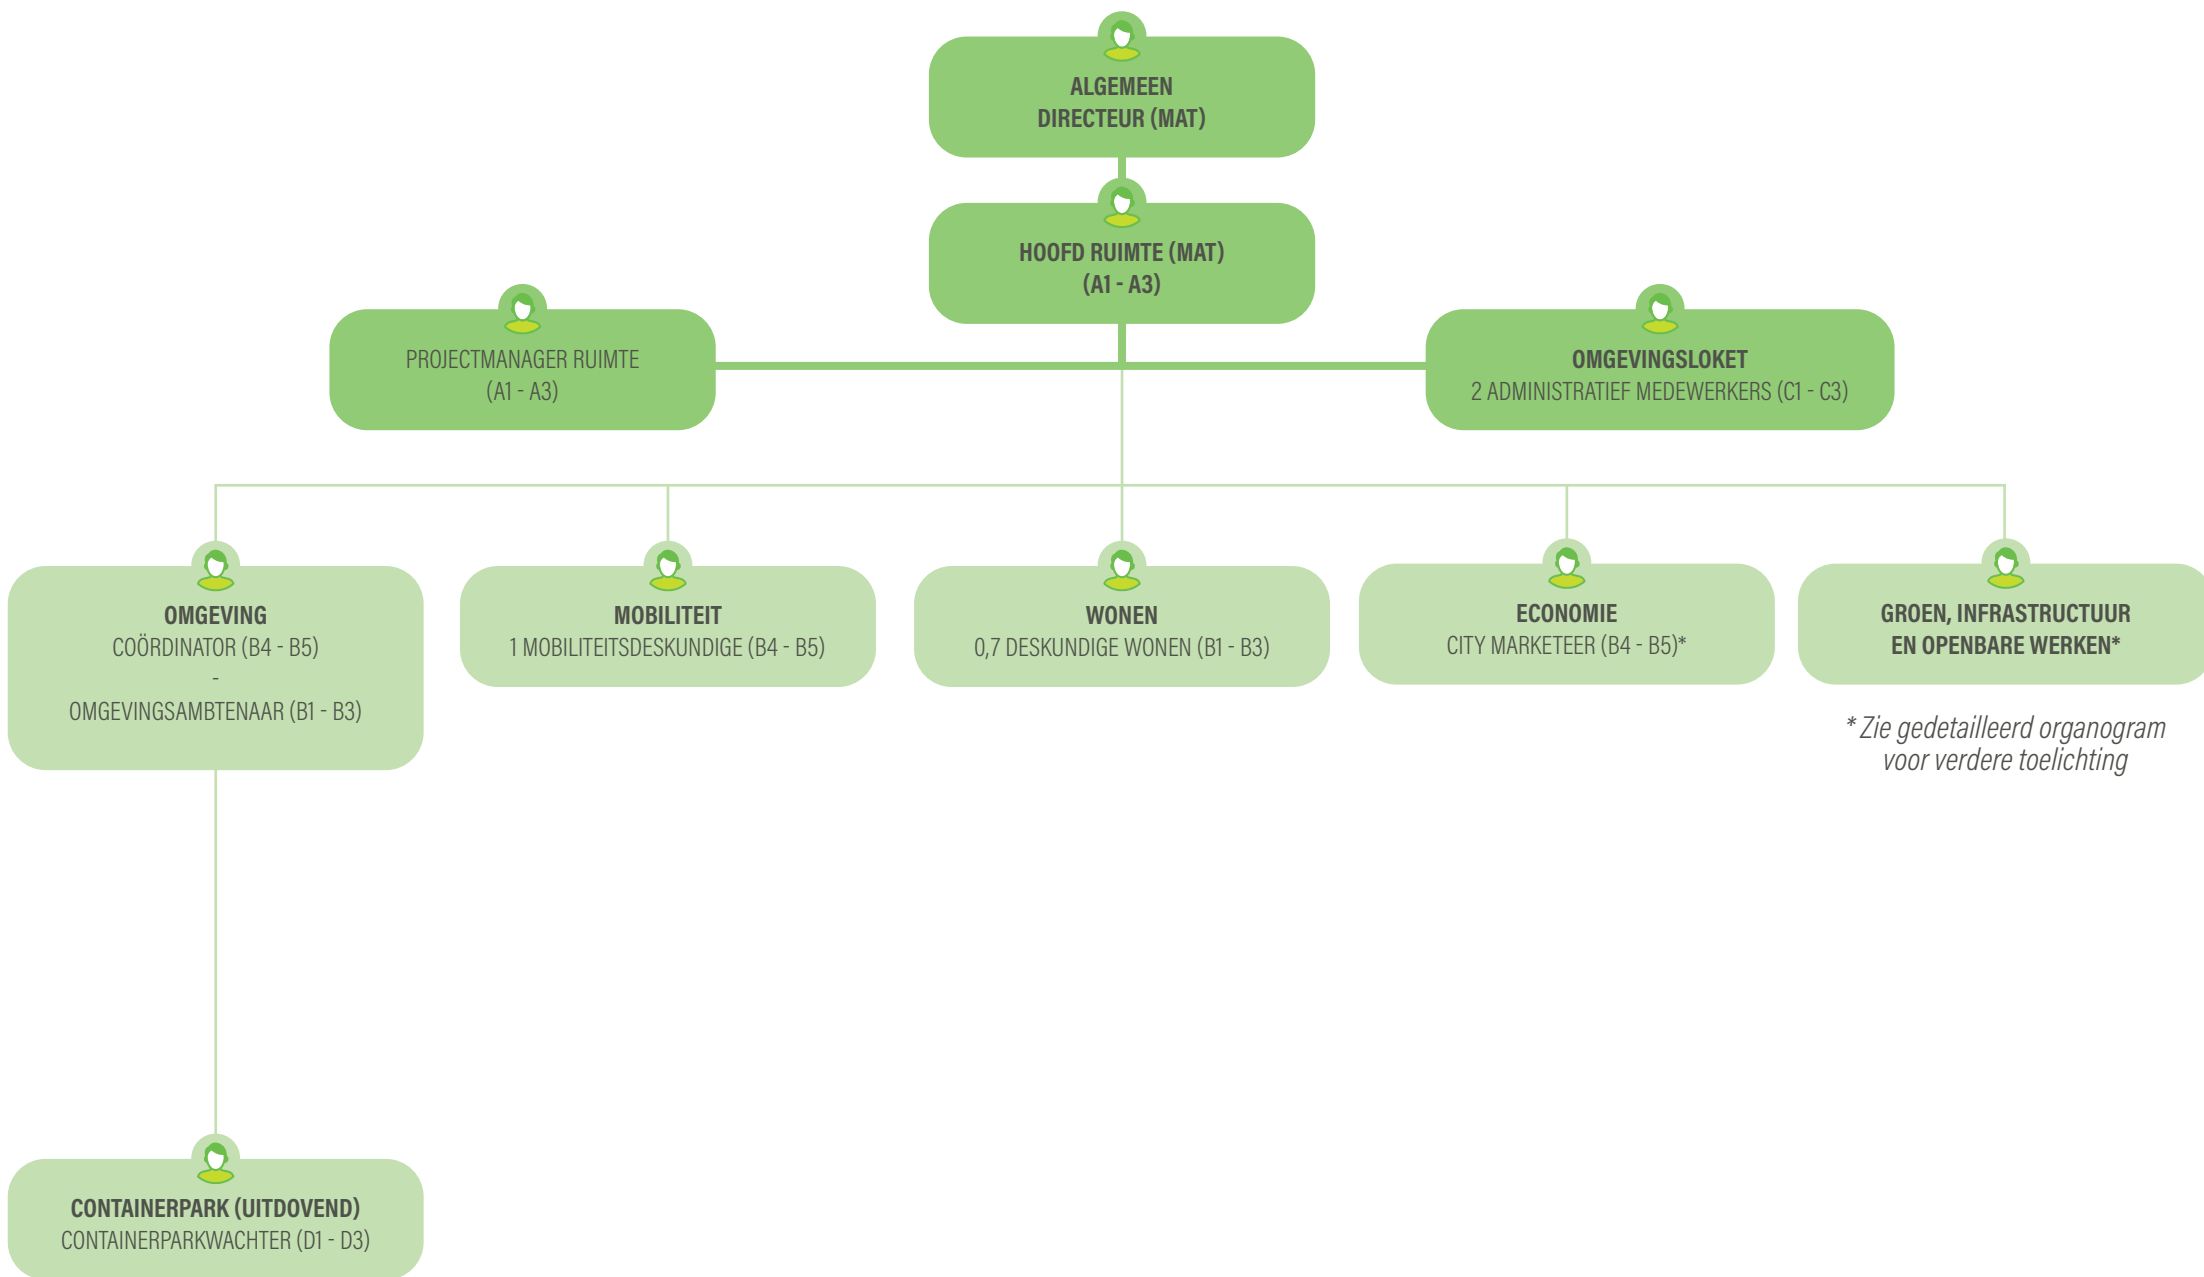 ALGEMEEN
DIRECTEUR (MAT)
HOOFD RUIMTE (MAT)
(A1 - A3)
PROJECTMANAGER RUIMTE
(A1 - A3)
OMGEVINGSLOKET
2 ADMINISTRATIEF MEDEWERKERS (C1 - C3)
OMGEVING
COÖRDINATOR (B4 - B5)
-
OMGEVINGSAMBTENAAR (B1 - B3)
MOBILITEIT
1 MOBILITEITSDESKUNDIGE (B4 - B5)
WONEN
0,7 DESKUNDIGE WONEN (B1 - B3)
ECONOMIE
CITY MARKETEER (B4 - B5)*
GROEN, INFRASTRUCTUUR
EN OPENBARE WERKEN*
* Zie gedetailleerd organogram
voor verdere toelichting
CONTAINERPARK (UITDOVEND)
CONTAINERPARKWACHTER (D1 - D3)